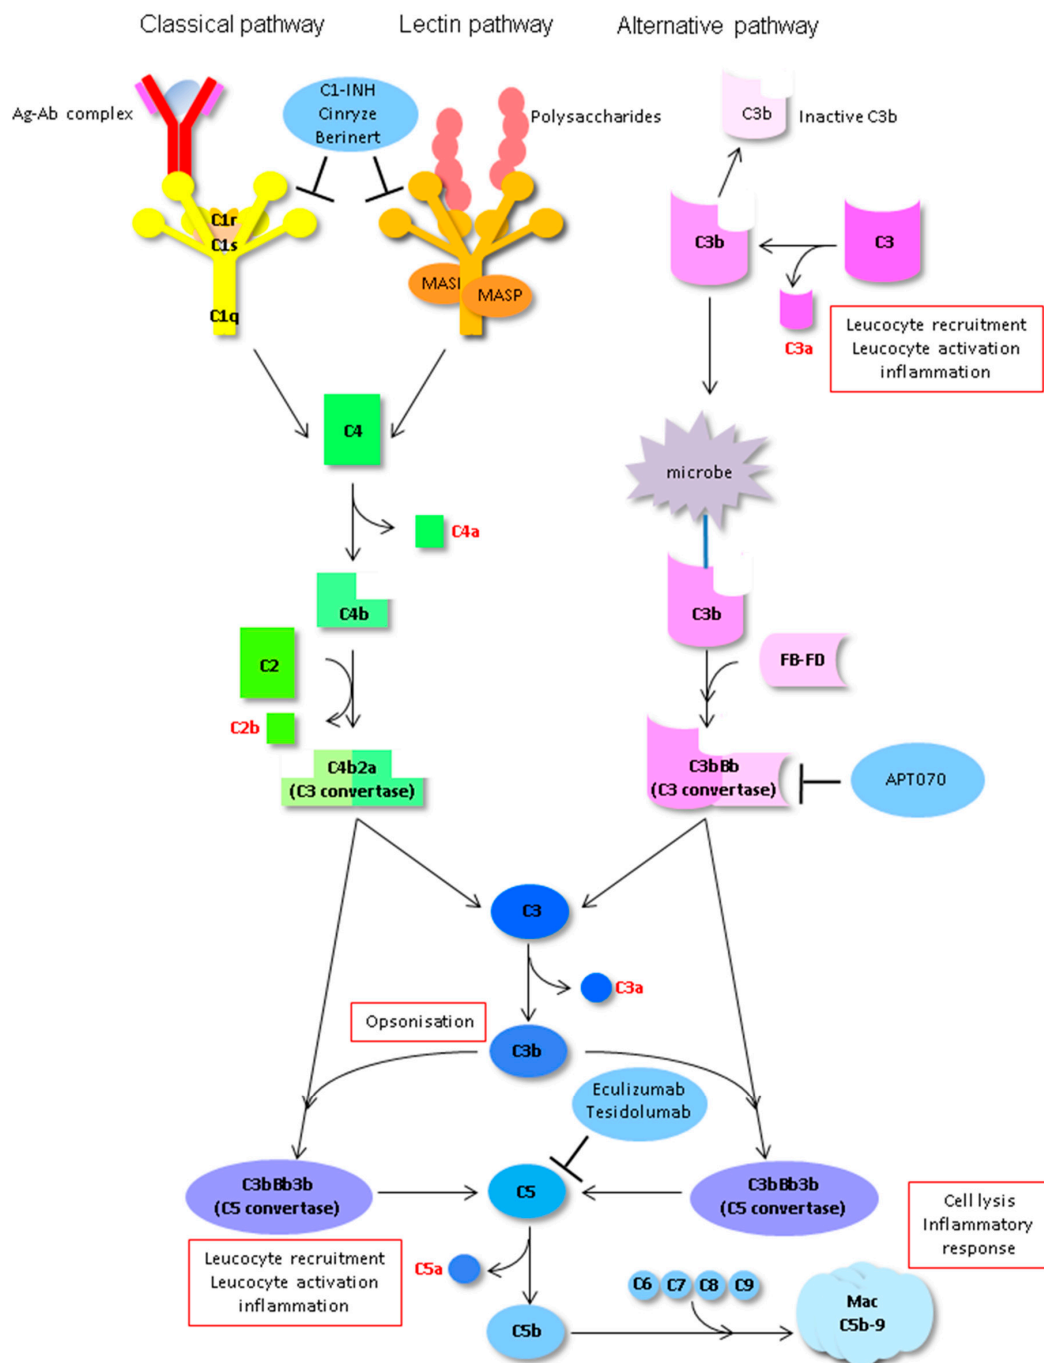 Classical pathway
Lectin pathway
Alternative pathway
Ag-Ab complex
C1-INH
Cinryze
Berinert
Polysaccharides
C3b
Inactive C3b
C1r
C1s
C1q
MASP
C3b
C3
C3a
Leucocyte recruitment
Leucocyte activation
inflammation
C4
microbe
C4a
C4b
C3b
C2
FB-FD
C2b
C4b2a
(C3 convertase)
C3bBb
(C3 convertase)
APT070
C3
C3a
Opsonisation
C3b
Eculizumab
Tesidolumab
C3bBb3b
(C5 convertase)
C5
C3bBb3b
(C5 convertase)
Cell lysis
Inflammatory
response
Leucocyte recruitment
Leucocyte activation
inflammation
C5a
C6
C7
C8
C9
C5b
Mac
C5b-9